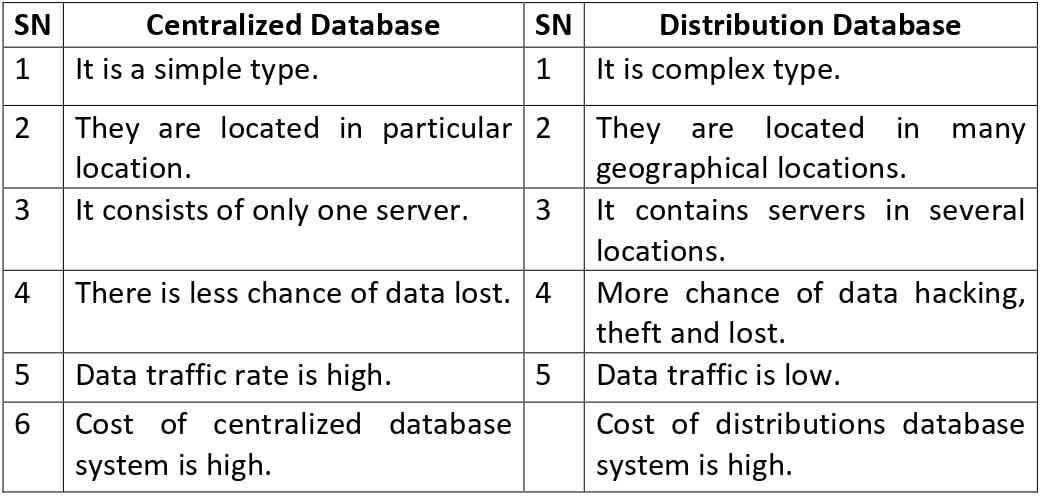 SN Centralized Database SN Distribution Database
1 It is a simple type. 1 It is complex type.
2 They are located in particular 2 They are located in many
location. geographical locations.
3 It consists of only one server. 3 It contains servers in several
locations.
4 There is less chance of data lost. 4 More chance of data hacking,
theft and lost.
5 Data traffic rate is high. 5 Data traffic is low.
6 Cost of centralized database Cost of distributions database
system is high. system is high.